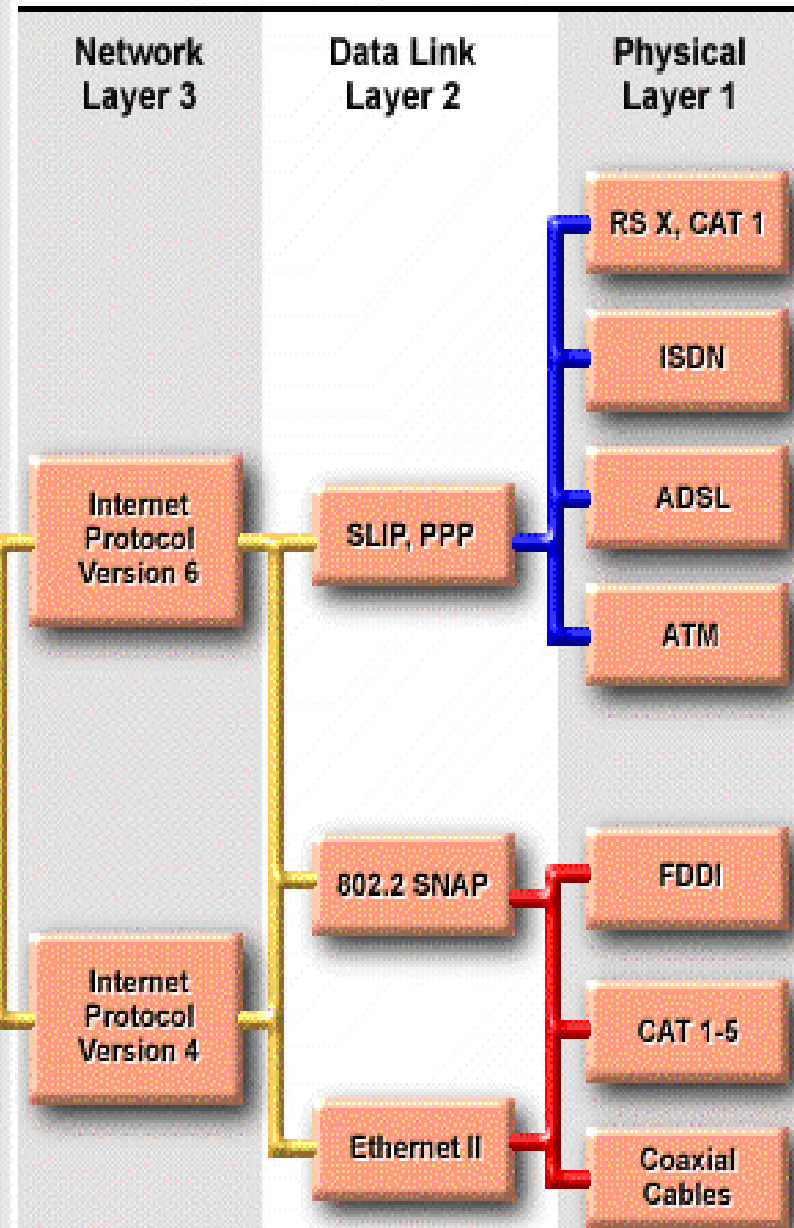 Network
Layer 3
Data Link
Layer 2
Physical
Layer 1
RS X, CAT 1
ISDN
Internet
Protocol
Version 6
SLIP, PPP
ADSL
ATM
802.2 SNAP
FDDI
Internet
Protocol
Version 4
CAT 1-5
Ethernet II
Coaxial
Cables